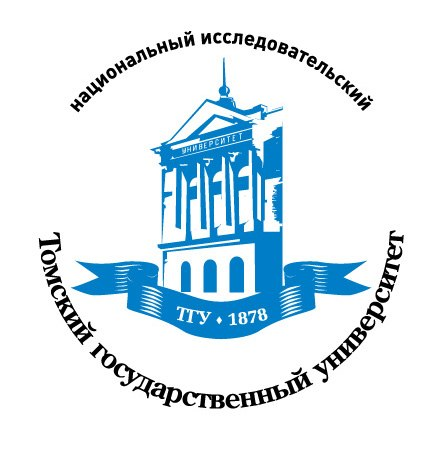 национальный исследовательский
УНИВЕРСИТЕТ
ТГУ ♦ 1878
Томский государственный университет